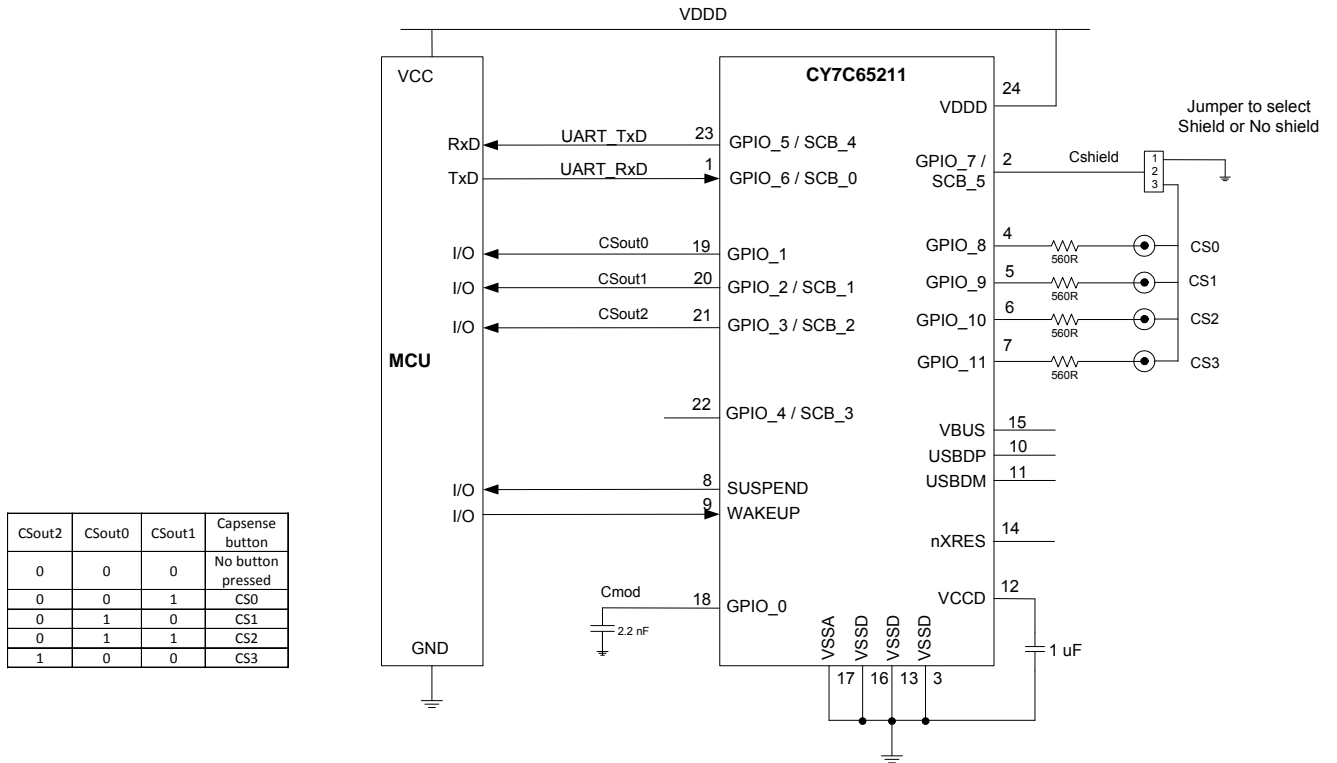 VDDD
VCC
CY7C65211
24
VDDD
Jumper to select
Shield or No shield
RxD
UART_TxD
23
GPIO_5 / SCB_4
TxD
UART_RxD
1
GPIO_6 / SCB_0
GPIO_7 /
SCB_5
2
Cshield
1
2
3
I/O
CSout0
19
GPIO_1
GPIO_8
4
560R
CS0
I/O
CSout1
20
GPIO_2 / SCB_1
GPIO_9
5
560R
CS1
I/O
CSout2
21
GPIO_3 / SCB_2
GPIO_10
6
560R
CS2
MCU
GPIO_11
7
560R
CS3
22
GPIO_4 / SCB_3
VBUS
15
USBDP
10
USBDM
11
I/O
8
SUSPEND
I/O
9
WAKEUP
nXRES
14
Cmod
18
GPIO_0
2.2 nF
VCCD
12
1 uF
GND
VSSA
VSSD
VSSD
VSSD
17
16
13
3
CSout2 CSout0 CSout1 Capsense
button
0 0 0 No button
pressed
0 0 1 CS0
0 1 0 CS1
0 1 1 CS2
1 0 0 CS3